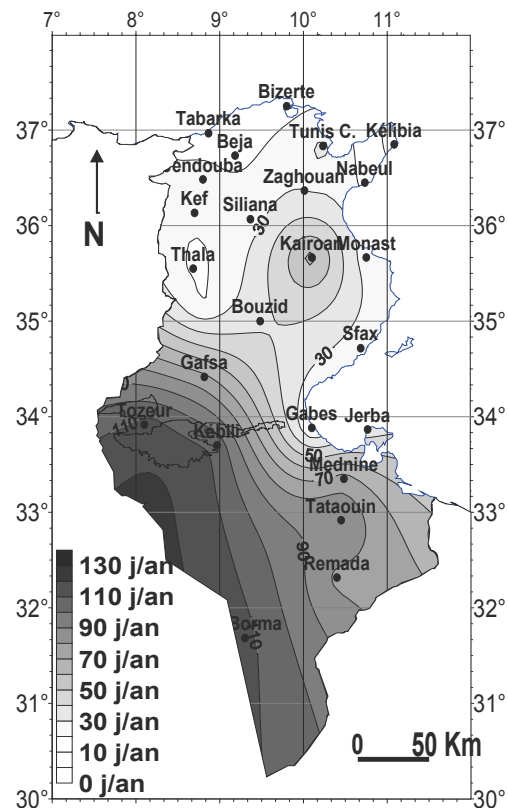 7° 8° 9° 10° 11°
Bizerte
Tabarka
37° Tunis C. Kélibia 37°
Beja
endouba Nabeul
Zaghouan
Kef Siliana
36° 30 36°
N
Thala Kairoan Monast
Bouzid
35° 35°
Sfax
30
Gafsa
0
34° Tozeur Gabes Jerba 34°
110 Kébili
50
Mednine
70
33° Tataouin 33°
90
130 j/an Remada
110 j/an
32° 32°
90 j/an Borma
110
70 j/an
50 j/an
31° 31°
30 j/an
10 j/an 0 50 Km
0 j/an
30° 30°